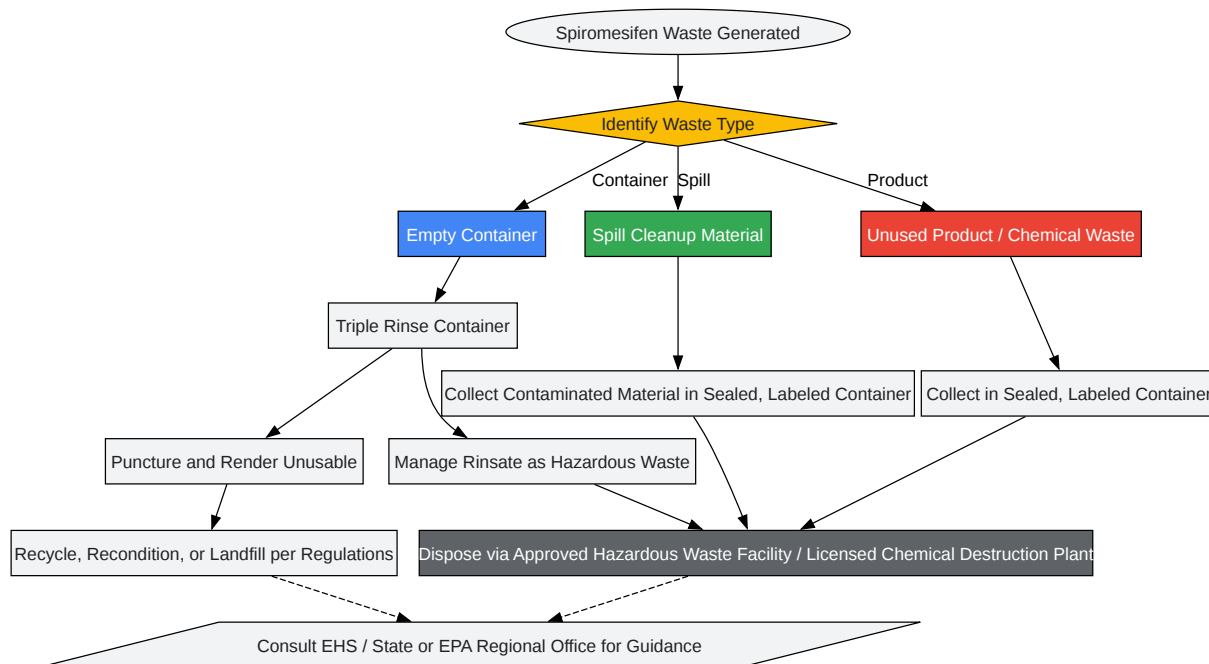 Spiromesifen Waste Generated
Identify Waste Type
Container
Spill
Product
Empty Container
Spill Cleanup Material
Unused Product / Chemical Waste
Triple Rinse Container
Collect Contaminated Material in Sealed, Labeled Container
Collect in Sealed, Labeled Container
Puncture and Render Unusable
Manage Rinsate as Hazardous Waste
Recycle, Recondition, or Landfill per Regulations
Dispose via Approved Hazardous Waste Facility / Licensed Chemical Destruction Plant
Consult EHS / State or EPA Regional Office for Guidance